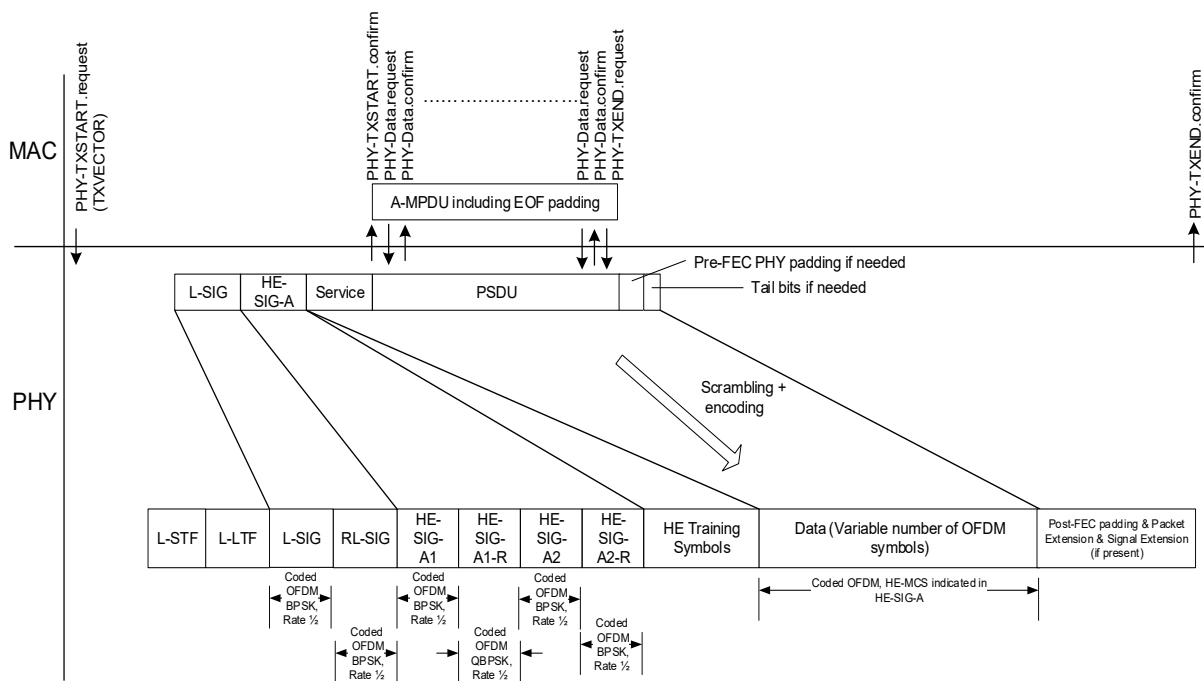 PHY-TXSTART.request
(TXVECTOR)
PHY-TXSTART.confirm
PHY-Data.request
PHY-Data.confirm
PHY-Data.request
PHY-Data.confirm
PHY-TXEND.request
PHY-TXEND.confirm
MAC
A-MPDU including EOF padding
Pre-FEC PHY padding if needed
L-SIG
HE-
SIG-A
Service
PSDU
Tail bits if needed
PHY
Scrambling +
encoding
L-STF
L-LTF
L-SIG
RL-SIG
HE-
SIG-
A1
HE-
SIG-
A1-R
HE-
SIG-
A2
HE-
SIG-
A2-R
HE Training
Symbols
Data (Variable number of OFDM
symbols)
Post-FEC padding & Packet
Extension & Signal Extension
(if present)
Coded
OFDM
BPSK,
Rate ½
Coded
OFDM
BPSK,
Rate ½
Coded
OFDM
BPSK,
Rate ½
Coded OFDM, HE-MCS indicated in
HE-SIG-A
Coded
OFDM
BPSK,
Rate ½
Coded
OFDM
QBPSK,
Rate ½
Coded
OFDM
BPSK,
Rate ½